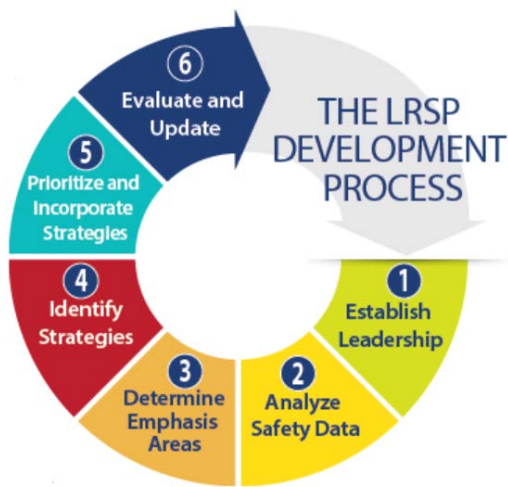 THE LRSP
DEVELOPMENT
PROCESS
1
Establish
Leadership
2
Analyze
Safety Data
3
Determine
Emphasis
Areas
4
Identify
Strategies
5
Prioritize and
Incorporate
Strategies
6
Evaluate and
Update